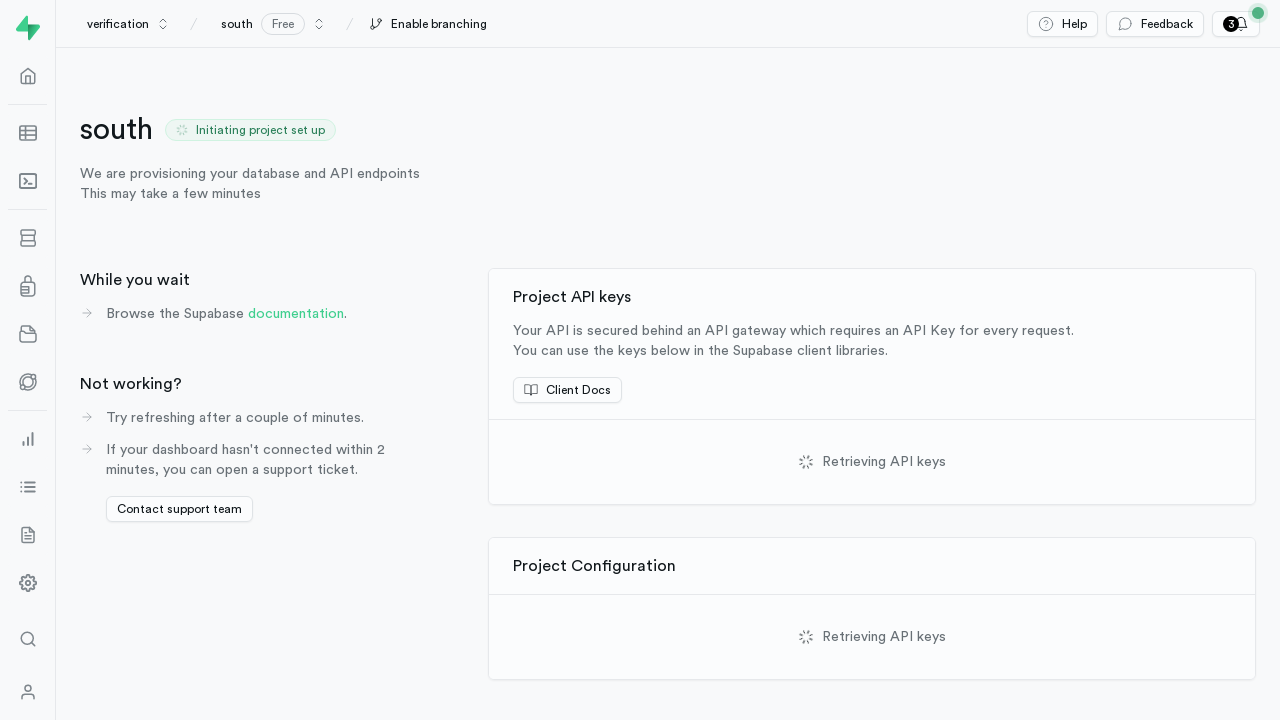 verification
south Free
Enable branching
Help
Feedback
3
south
Initiating project set up
We are provisioning your database and API endpoints
This may take a few minutes
While you wait
Browse the Supabase documentation.
Not working?
Try refreshing after a couple of minutes.
If your dashboard hasn't connected within 2
minutes, you can open a support ticket.
Contact support team
Project API keys
Your API is secured behind an API gateway which requires an API Key for every request.
You can use the keys below in the Supabase client libraries.
Client Docs
Retrieving API keys
Project Configuration
Retrieving API keys